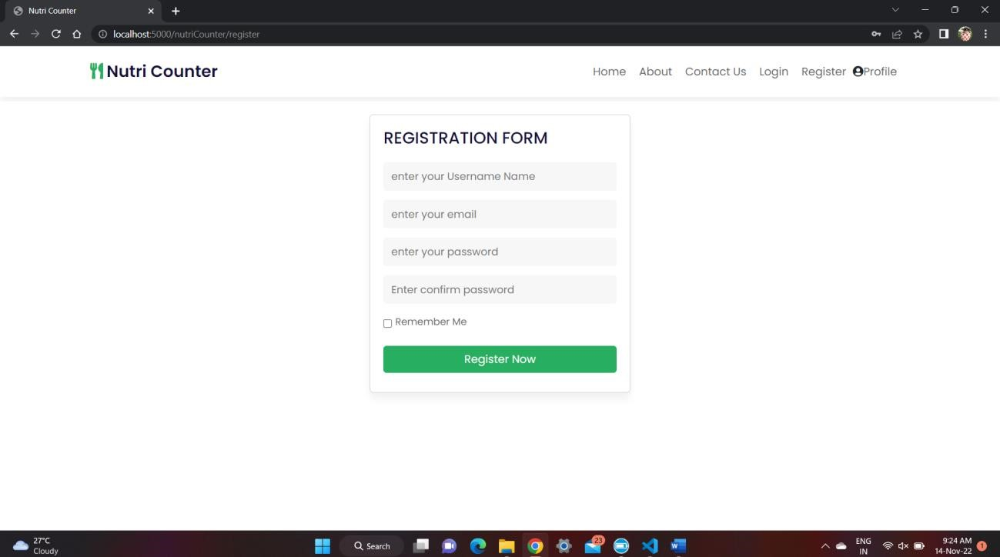 Nutri Counter
localhost:5000/nutriCounter/register
Nutri Counter
Home About Contact Us Login Register Profile
REGISTRATION FORM
enter your Username Name
enter your email
enter your password
Enter confirm password
Remember Me
Register Now
27°C
Cloudy
Search
23
W
ENG
IN
9:24 AM
14-Nov-22
1